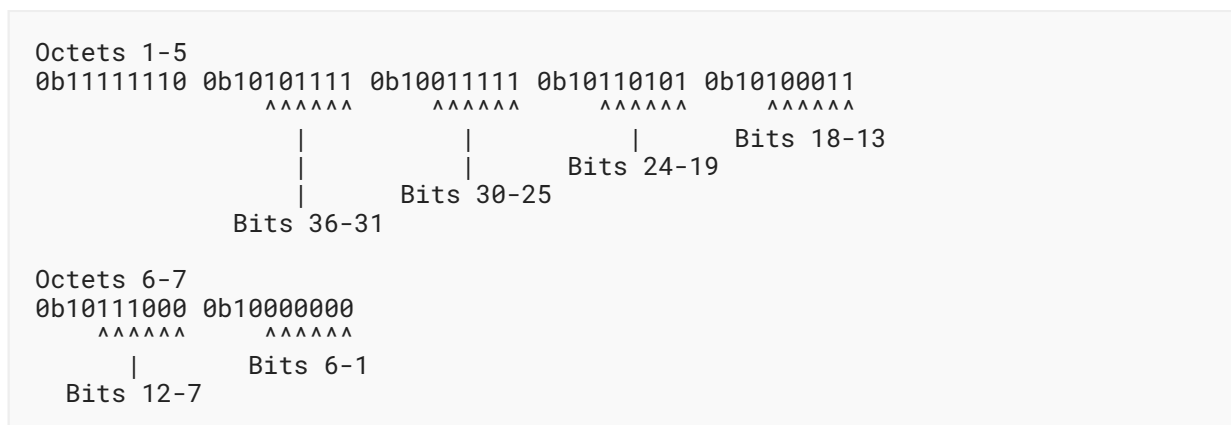 Octets 1-5
0b11111110 0b10101111 0b10011111 0b10110101 0b10100011
^^^^^^ ^^^^^^ ^^^^^^ ^^^^^^
| | | Bits 18-13
| | Bits 24-19
| Bits 30-25
Bits 36-31
Octets 6-7
0b10111000 0b10000000
^^^^^^ ^^^^^^
| Bits 6-1
Bits 12-7